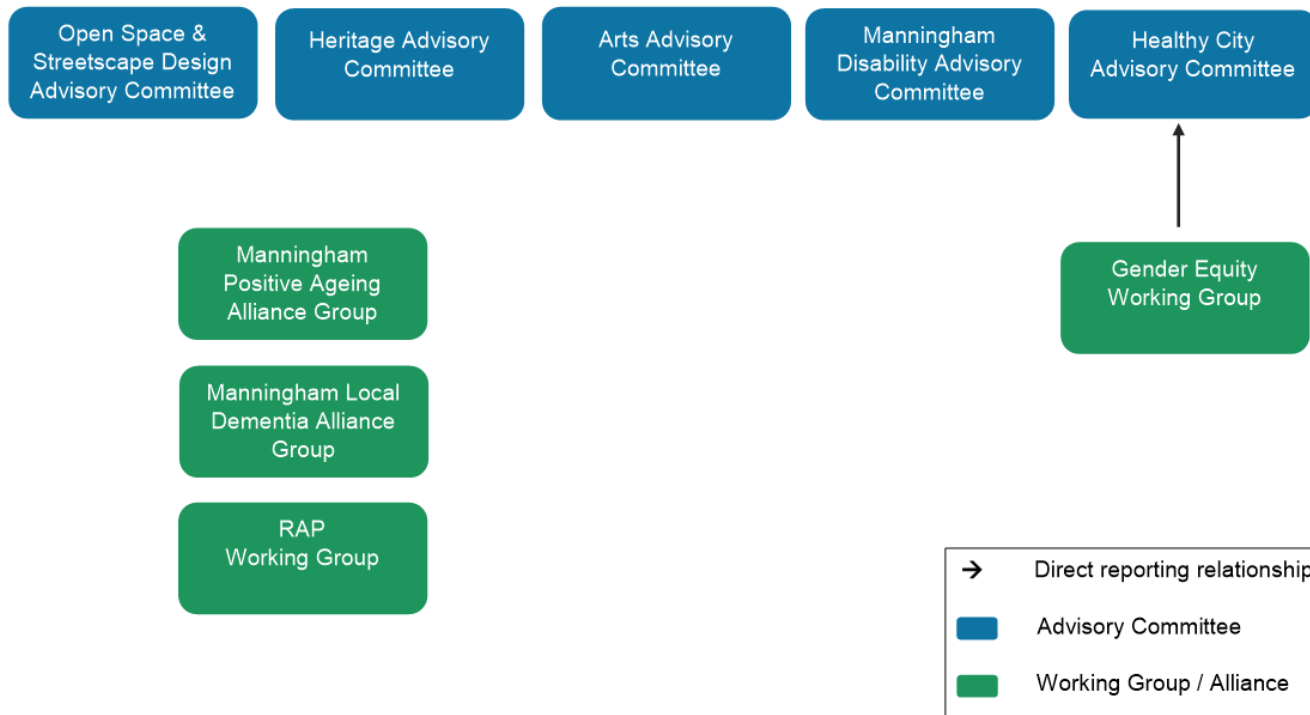 Open Space &
Streetscape Design
Advisory Committee
Heritage Advisory
Committee
Arts Advisory
Committee
Manningham
Disability Advisory
Committee
Healthy City
Advisory Committee
Manningham
Positive Ageing
Alliance Group
Gender Equity
Working Group
Manningham Local
Dementia Alliance
Group
RAP
Working Group
→ Direct reporting relationship
Advisory Committee
Working Group / Alliance